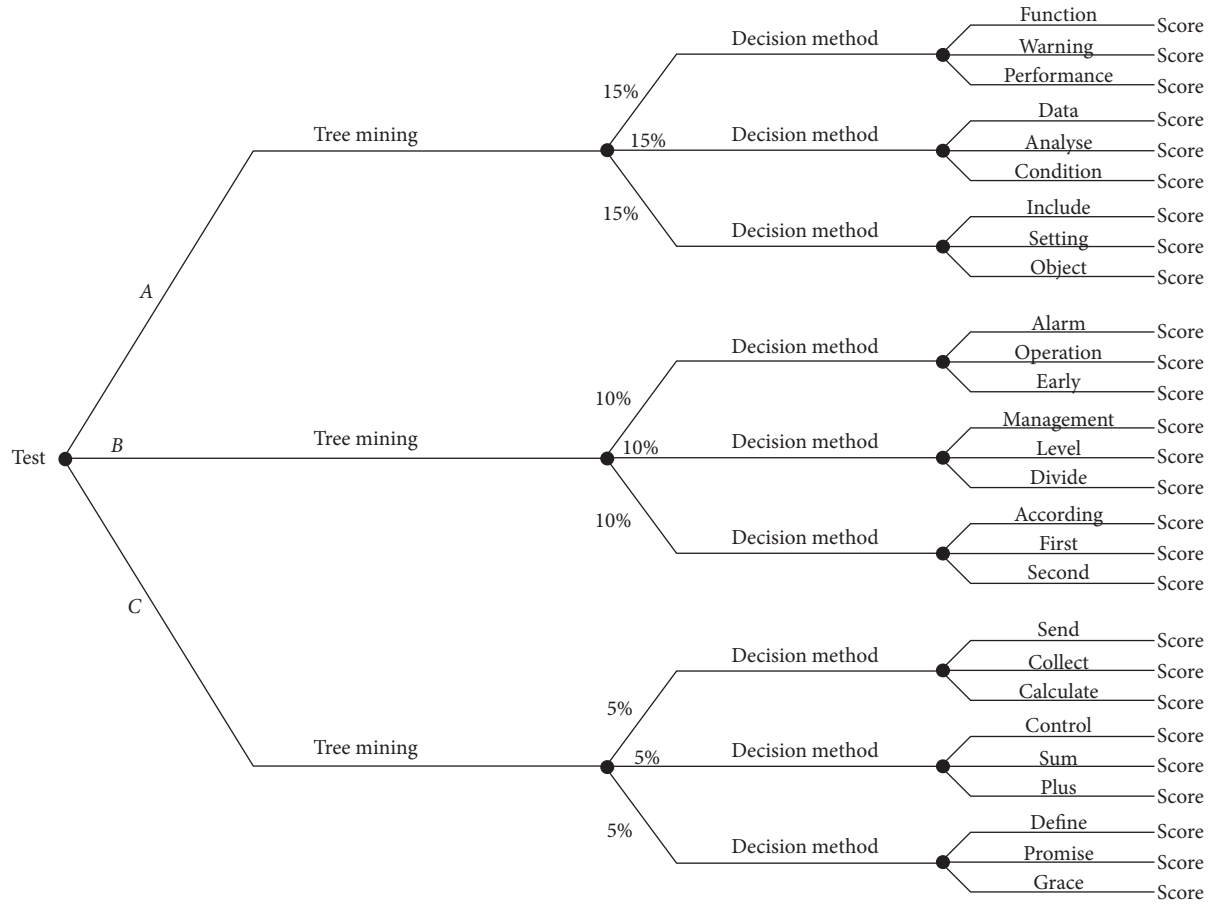 Test
A
B
C
Tree mining
Tree mining
Tree mining
15%
15%
15%
10%
10%
10%
5%
5%
5%
Decision method
Decision method
Decision method
Decision method
Decision method
Decision method
Decision method
Decision method
Decision method
Function Score
Warning Score
Performance Score
Data Score
Analyse Score
Condition Score
Include Score
Setting Score
Object Score
Alarm Score
Operation Score
Early Score
Management Score
Level Score
Divide Score
According Score
First Score
Second Score
Send Score
Collect Score
Calculate Score
Control Score
Sum Score
Plus Score
Define Score
Promise Score
Grace Score